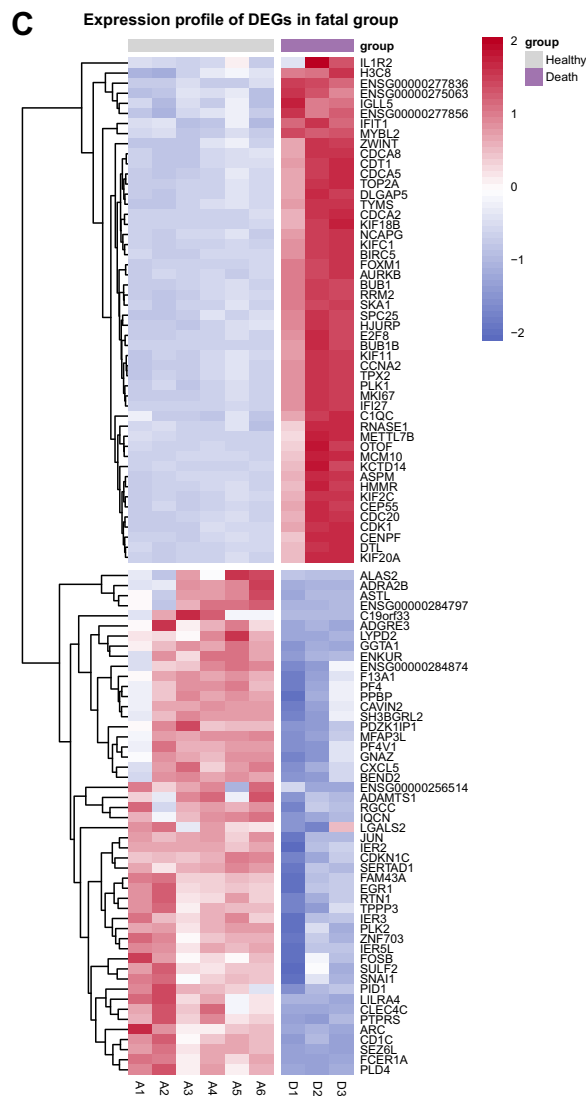 C
Expression profile of DEGs in fatal group
group
IL1R2
H3C8
ENSG00000277836
ENSG00000275063
IGLL5
ENSG00000277856
IFIT1
MYBL2
ZWINT
CDCA8
CDT1
CDCA5
TOP2A
DLGAP5
TYMS
CDCA2
KIF18B
NCAPG
KIFC1
BIRC5
FOXM1
AURKB
BUB1
RRM2
SKA1
SPC25
HJURP
E2F8
BUB1B
KIF11
CCNA2
TPX2
PLK1
MKI67
IFI27
C1QC
RNASE1
METTL7B
OTOF
MCM10
KCTD14
ASPM
HMMR
KIF2C
CEP55
CDC20
CDK1
CENPF
DTL
KIF20A
ALAS2
ADRA2B
ASTL
ENSG00000284797
C19orf33
ADGRE3
LYPD2
GGTA1
ENKUR
ENSG00000284874
F13A1
PF4
PPBP
CAVIN2
SH3BGRL2
PDZK1IP1
MFAP3L
PF4V1
GNAZ
CXCL5
BEND2
ENSG00000256514
ADAMTS1
RGCC
IQCN
LGALS2
JUN
IER2
CDKN1C
SERTAD1
FAM43A
EGR1
RTN1
TPPP3
IER3
PLK2
ZNF703
IER5L
FOSB
SULF2
SNAI1
PID1
LILRA4
CLEC4C
PTPRS
ARC
CD1C
SEZ6L
FCER1A
PLD4
A1 A2 A3 A4 A5 A6 D1 D2 D3
2
1
0
−1
−2
group
Healthy
Death